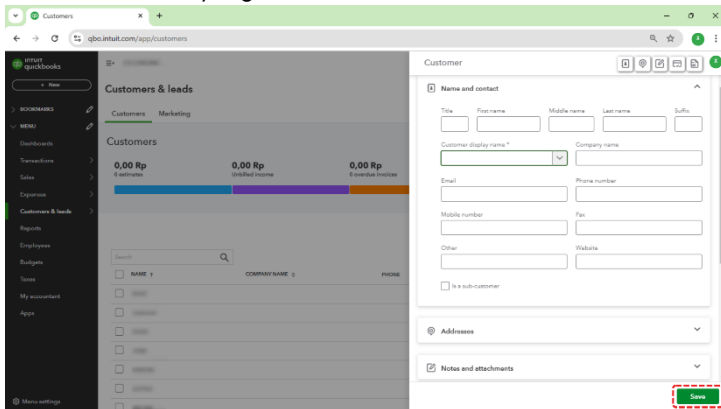 Customers
qbo.intuit.com/app/customers
intuit
quickbooks
+ New
BOOKMARKS
MENU
Dashboards
Transactions
Sales
Expenses
Customers & leads
Reports
Employees
Budgets
Taxes
My accountant
Apps
Menu settings
Customers & leads
Customers Marketing
Customers
0,00 Rp 0,00 Rp 0,00 Rp
6 estimates Unbilled income 6 overdue invoices
Search
NAME COMPANY NAME PHONE
Customer
Name and contact
Title First name Middle name Last name Suffix
Customer display name * Company name
Email Phone number
Mobile number Fax
Other Website
Is a sub-customer
Addresses
Notes and attachments
Save